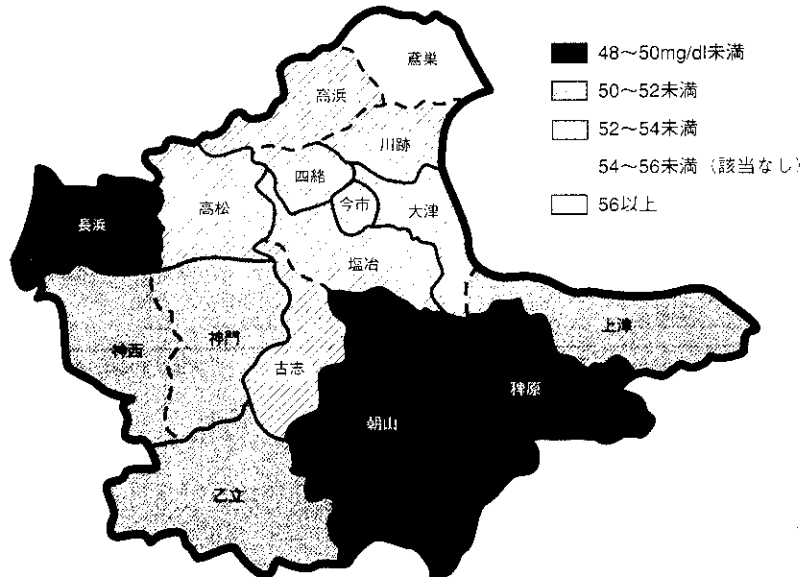 48〜50mg/dl未満
50〜52未満
52〜54未満
54〜56未満（該当なし）
56以上
鳶巣
高浜
川跡
四絡
今市
大津
高松
長浜
塩冶
神西
神門
古志
上津
稗原
朝山
乙立